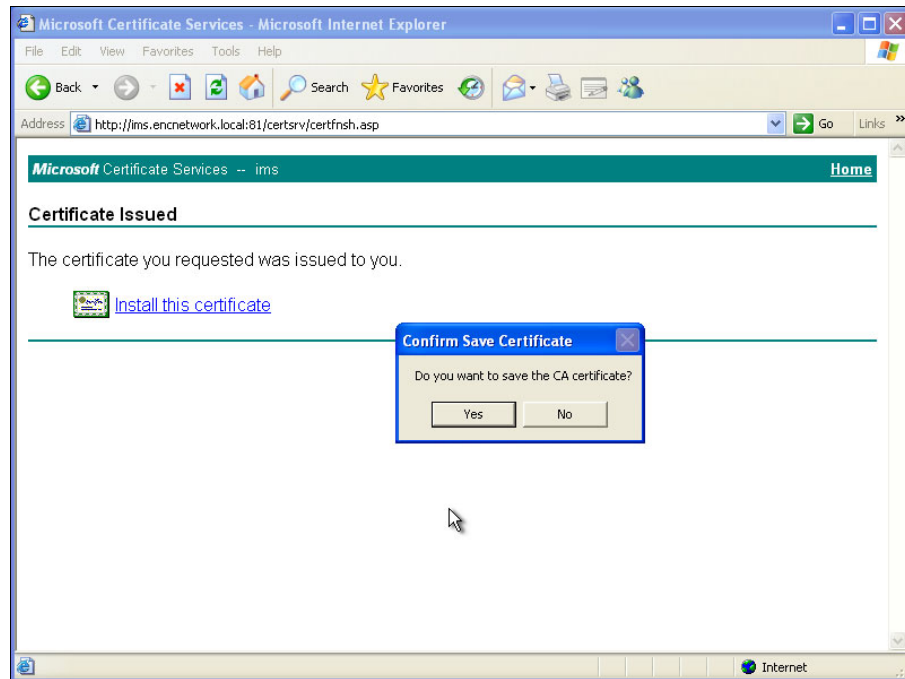 Microsoft Certificate Services - Microsoft Internet Explorer
File Edit View Favorites Tools Help
Back Search Favorites
Address http://ims.encnetwork.local:81/certsrv/certfnsh.asp Go Links »
Microsoft Certificate Services -- ims Home
Certificate Issued
The certificate you requested was issued to you.
Install this certificate
Confirm Save Certificate
Do you want to save the CA certificate?
Yes No
Internet